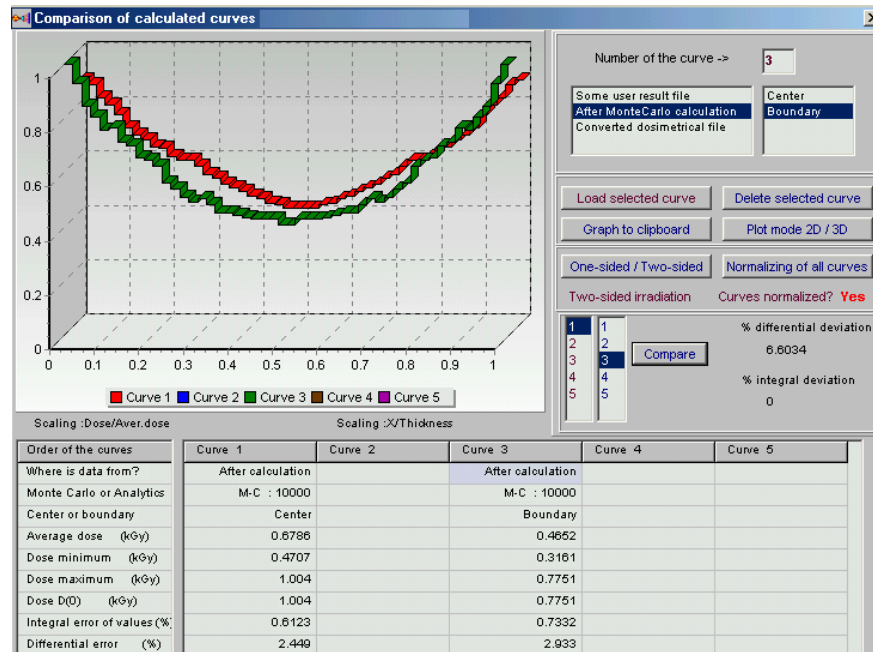 Comparison of calculated curves
1
0.8
0.6
0.4
0.2
0
0 0.1 0.2 0.3 0.4 0.5 0.6 0.7 0.8 0.9 1
Curve 1 Curve 2 Curve 3 Curve 4 Curve 5
Scaling :Dose/Aver.dose Scaling :X/Thickness
Number of the curve -> 3
Some user result file
After MonteCarlo calculation
Converted dosimetrical file
Center
Boundary
Load selected curve Delete selected curve
Graph to clipboard Plot mode 2D / 3D
One-sided / Two-sided Normalizing of all curves
Two-sided irradiation Curves normalized? Yes
1 1
2 2
3 3
4 4
5 5
Compare
% differential deviation
6.6034
% integral deviation
0
Order of the curves Curve 1 Curve 2 Curve 3 Curve 4 Curve 5
Where is data from? After calculation After calculation
Monte Carlo or Analytics M-C : 10000 M-C : 10000
Center or boundary Center Boundary
Average dose (kGy) 0.6786 0.4652
Dose minimum (kGy) 0.4707 0.3161
Dose maximum (kGy) 1.004 0.7751
Dose D(0) (kGy) 1.004 0.7751
Integral error of values (%) 0.6123 0.7332
Differential error (%) 2.449 2.933